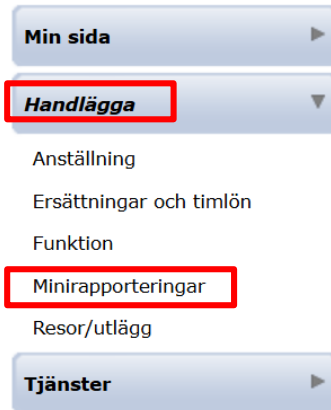 Min sida
Handlägga
Anställning
Ersättningar och timlön
Funktion
Minirapporteringar
Resor/utlägg
Tjänster